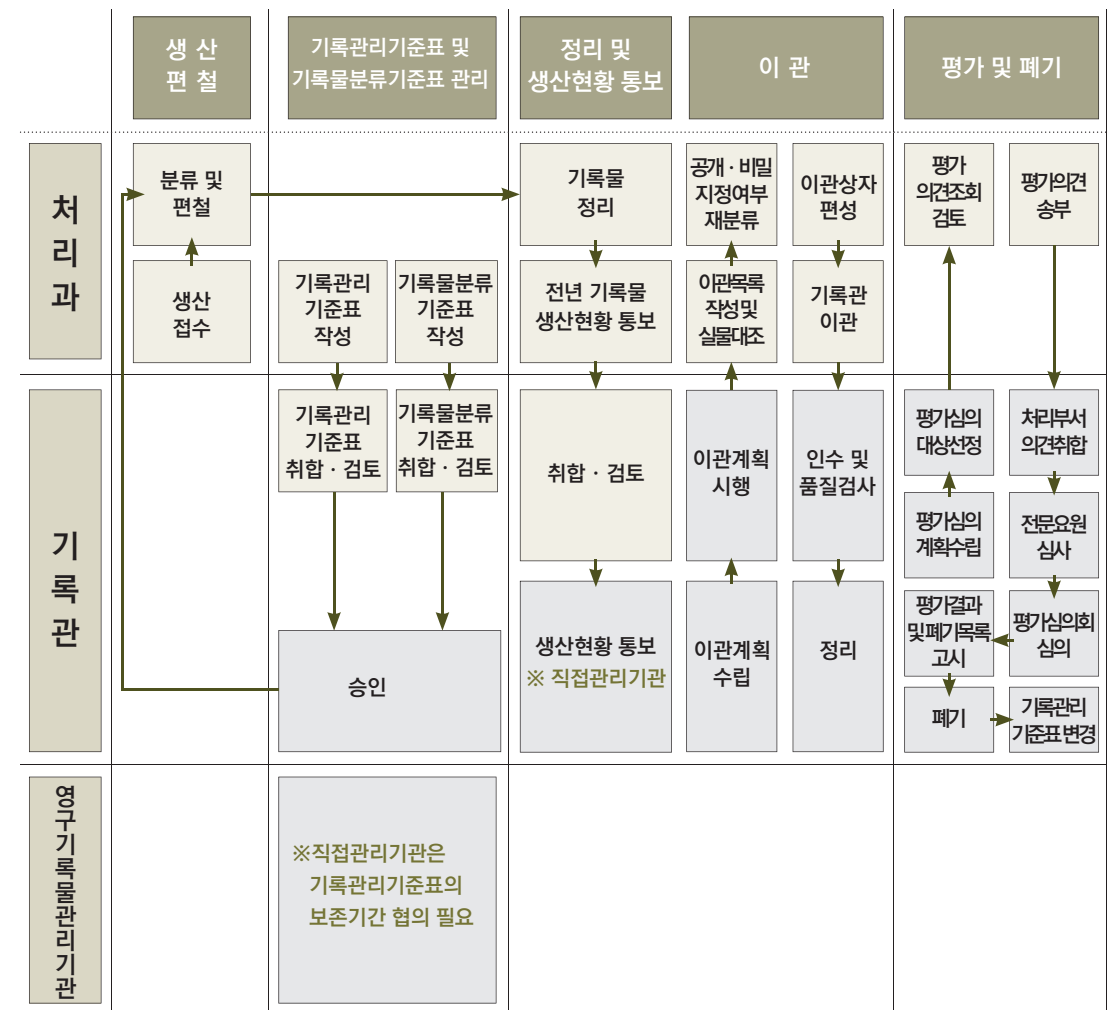 생 산
편 철
기록관리기준표 및
기록물분류기준표 관리
정리 및
생산현황 통보
이 관
평가 및 폐기
처리과
분류 및
편철
생산
접수
기록관리
기준표
작성
기록물분류
기준표
작성
기록물
정리
전년 기록물
생산현황 통보
공개 · 비밀
지정여부
재분류
이관목록
작성 및
실물대조
이관상자
편성
기록관
이관
평가
의견조회
검토
평가의견
송부
기록관
기록관리
기준표
취합 · 검토
기록물분류
기준표
취합 · 검토
승인
취합 · 검토
생산현황 통보
※ 직접관리기관
이관계획
시행
이관계획
수립
인수 및
품질검사
정리
평가심의
대상선정
평가심의
계획수립
평가결과
및 폐기목록
고시
폐기
처리부서
의견취합
전문요원
심사
평가심의회
심의
기록관리
기준표 변경
영구기록물관리기관
※직접관리기관은
기록관리기준표의
보존기간 협의 필요